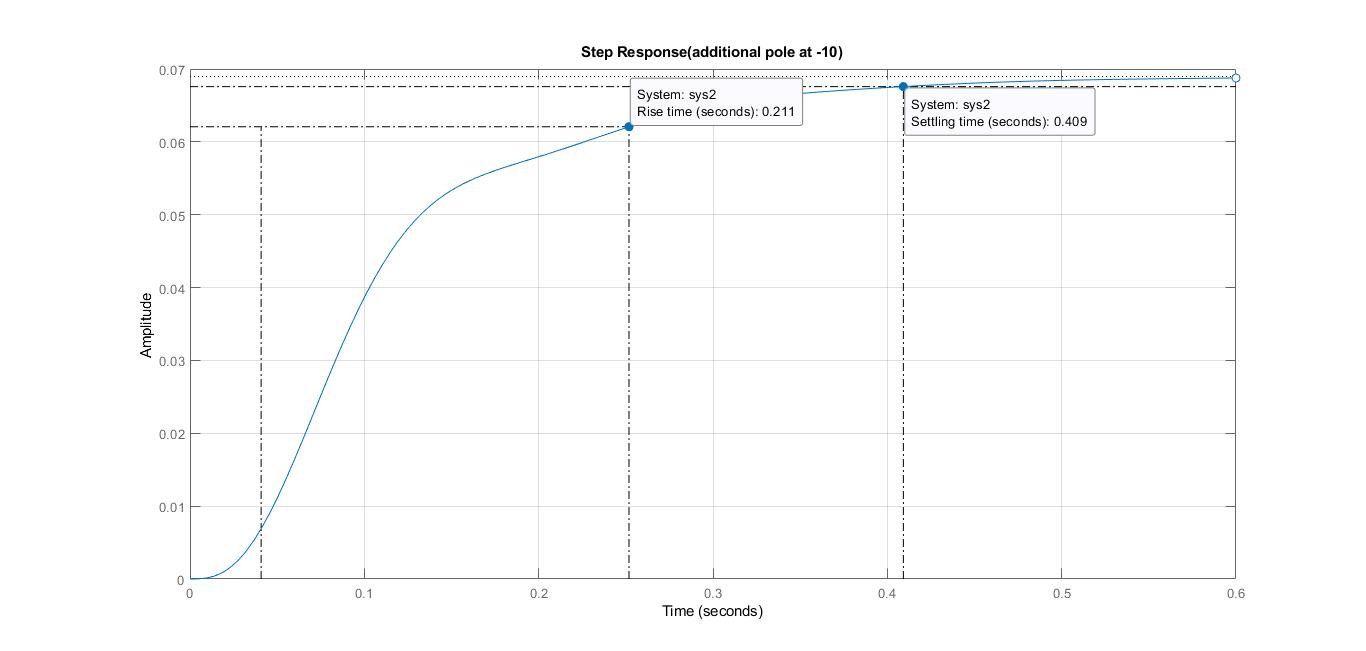 Step Response(additional pole at -10)
0.07
0.06
0.05
0.04
0.03
0.02
0.01
0
Amplitude
System: sys2
Rise time (seconds): 0.211
System: sys2
Settling time (seconds): 0.409
0
0.1
0.2
0.3
0.4
0.5
0.6
Time (seconds)